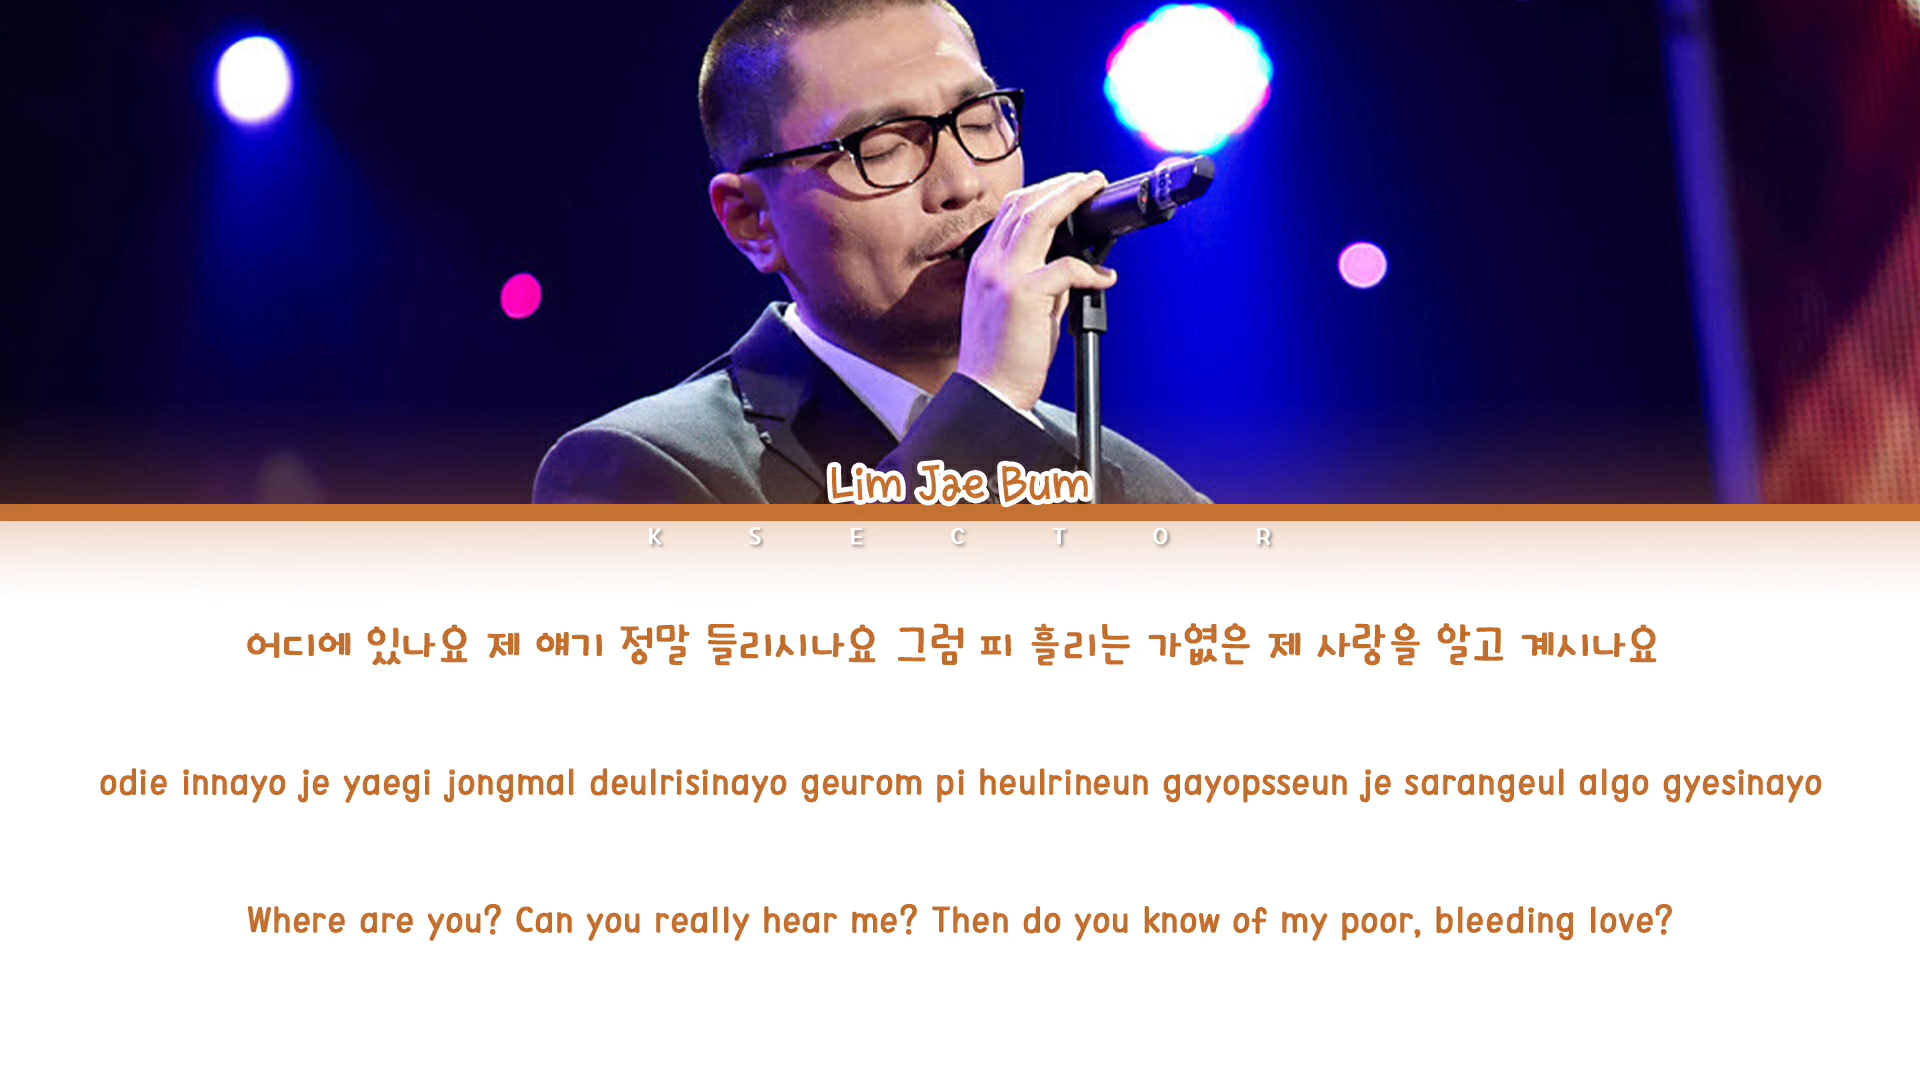 Lim Jae Bum
K S E C T O R
어디에 있나요 제 얘기 정말 들리시나요 그럼 피 흘리는 가엾은 제 사랑을 알고 계시나요
odie innayo je yaegi jongmal deulrisinayo geurom pi heulrineun gayopsseun je sarangeul algo gyesinayo
Where are you? Can you really hear me? Then do you know of my poor, bleeding love?